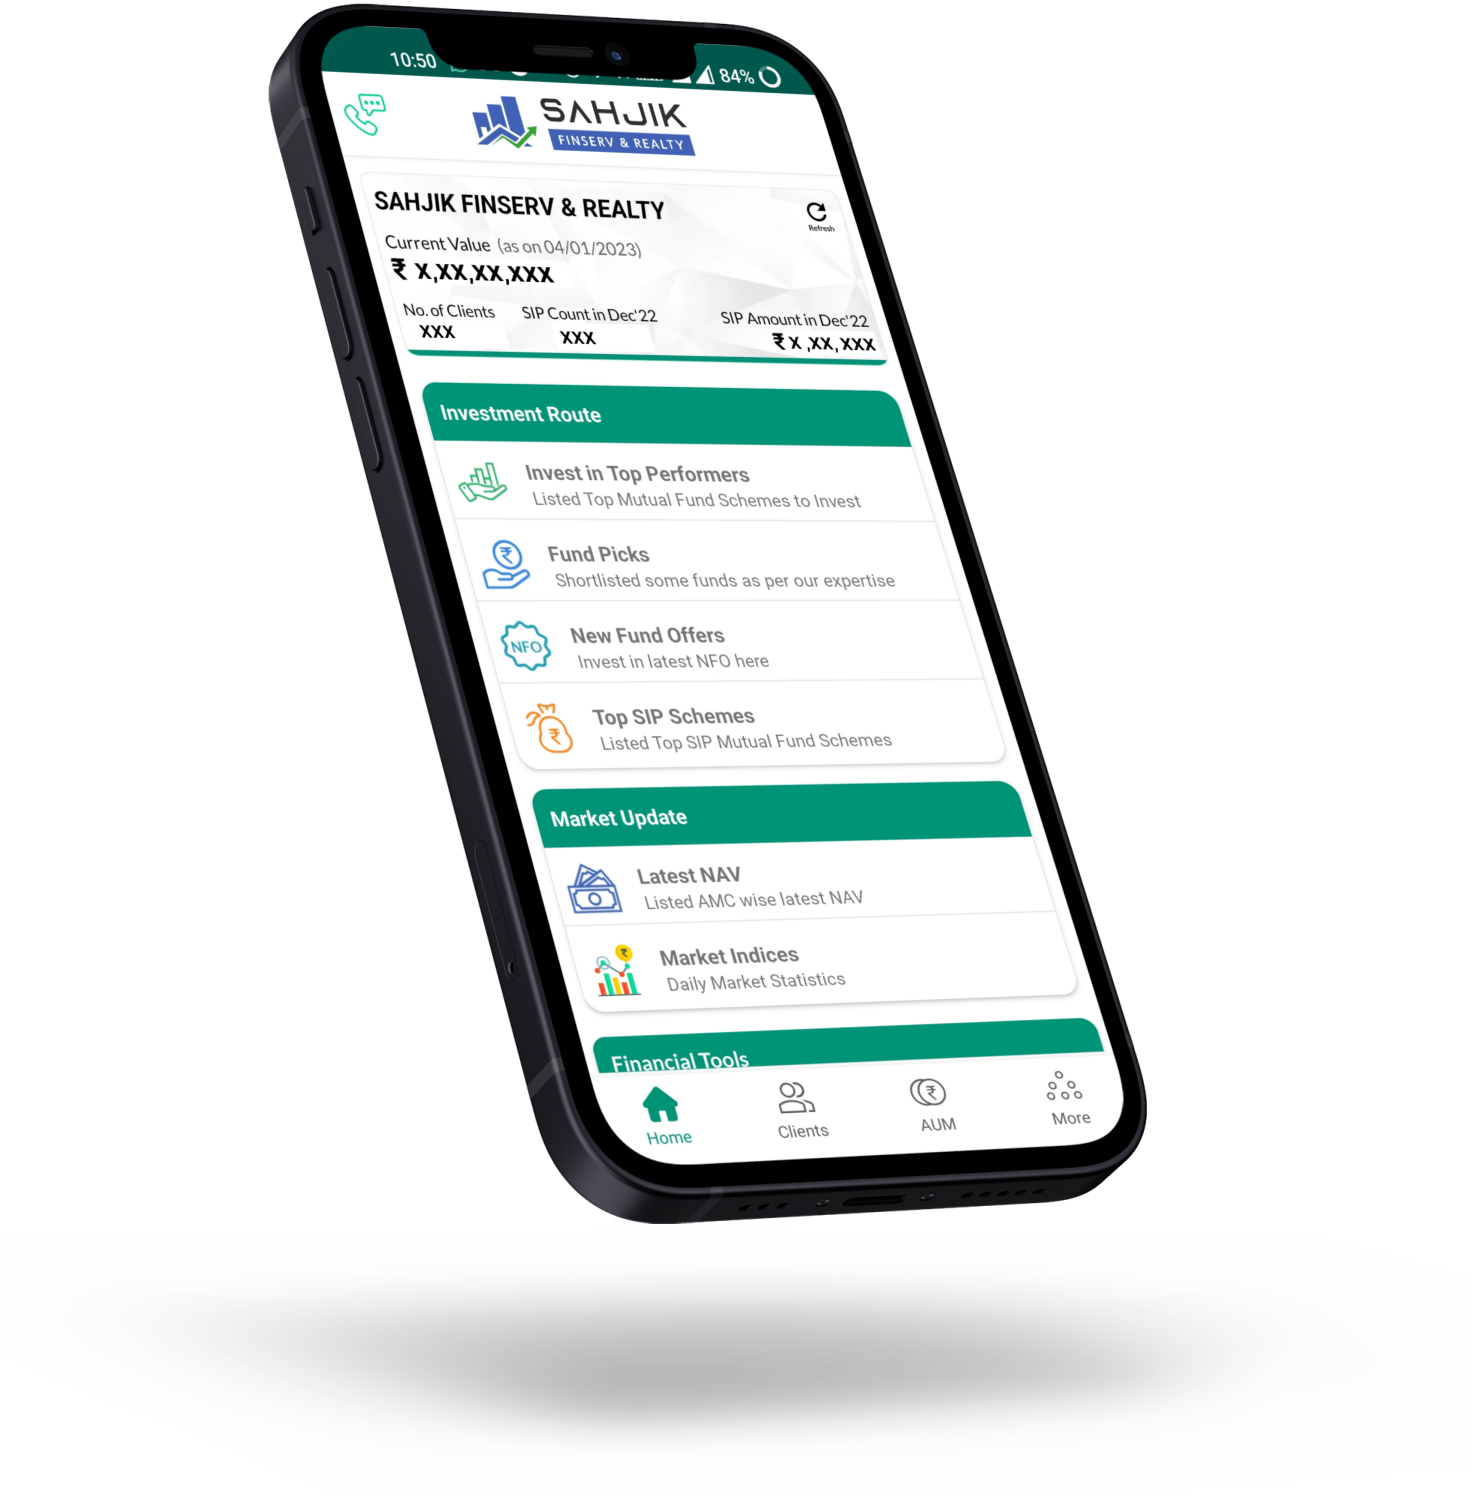 10:50
84%
SAHJIK
FINSERV & REALTY
SAHJIK FINSERV & REALTY
Refresh
Current Value (as on 04/01/2023)
₹ X,XX,XX,XXX
No. of Clients SIP Count in Dec'22 SIP Amount in Dec'22
XXX XXX ₹ X ,XX, XXX
Investment Route
Invest in Top Performers
Listed Top Mutual Fund Schemes to Invest
Fund Picks
Shortlisted some funds as per our expertise
NFO
New Fund Offers
Invest in latest NFO here
Top SIP Schemes
Listed Top SIP Mutual Fund Schemes
Market Update
Latest NAV
Listed AMC wise latest NAV
Market Indices
Daily Market Statistics
Financial Tools
Home Clients AUM More